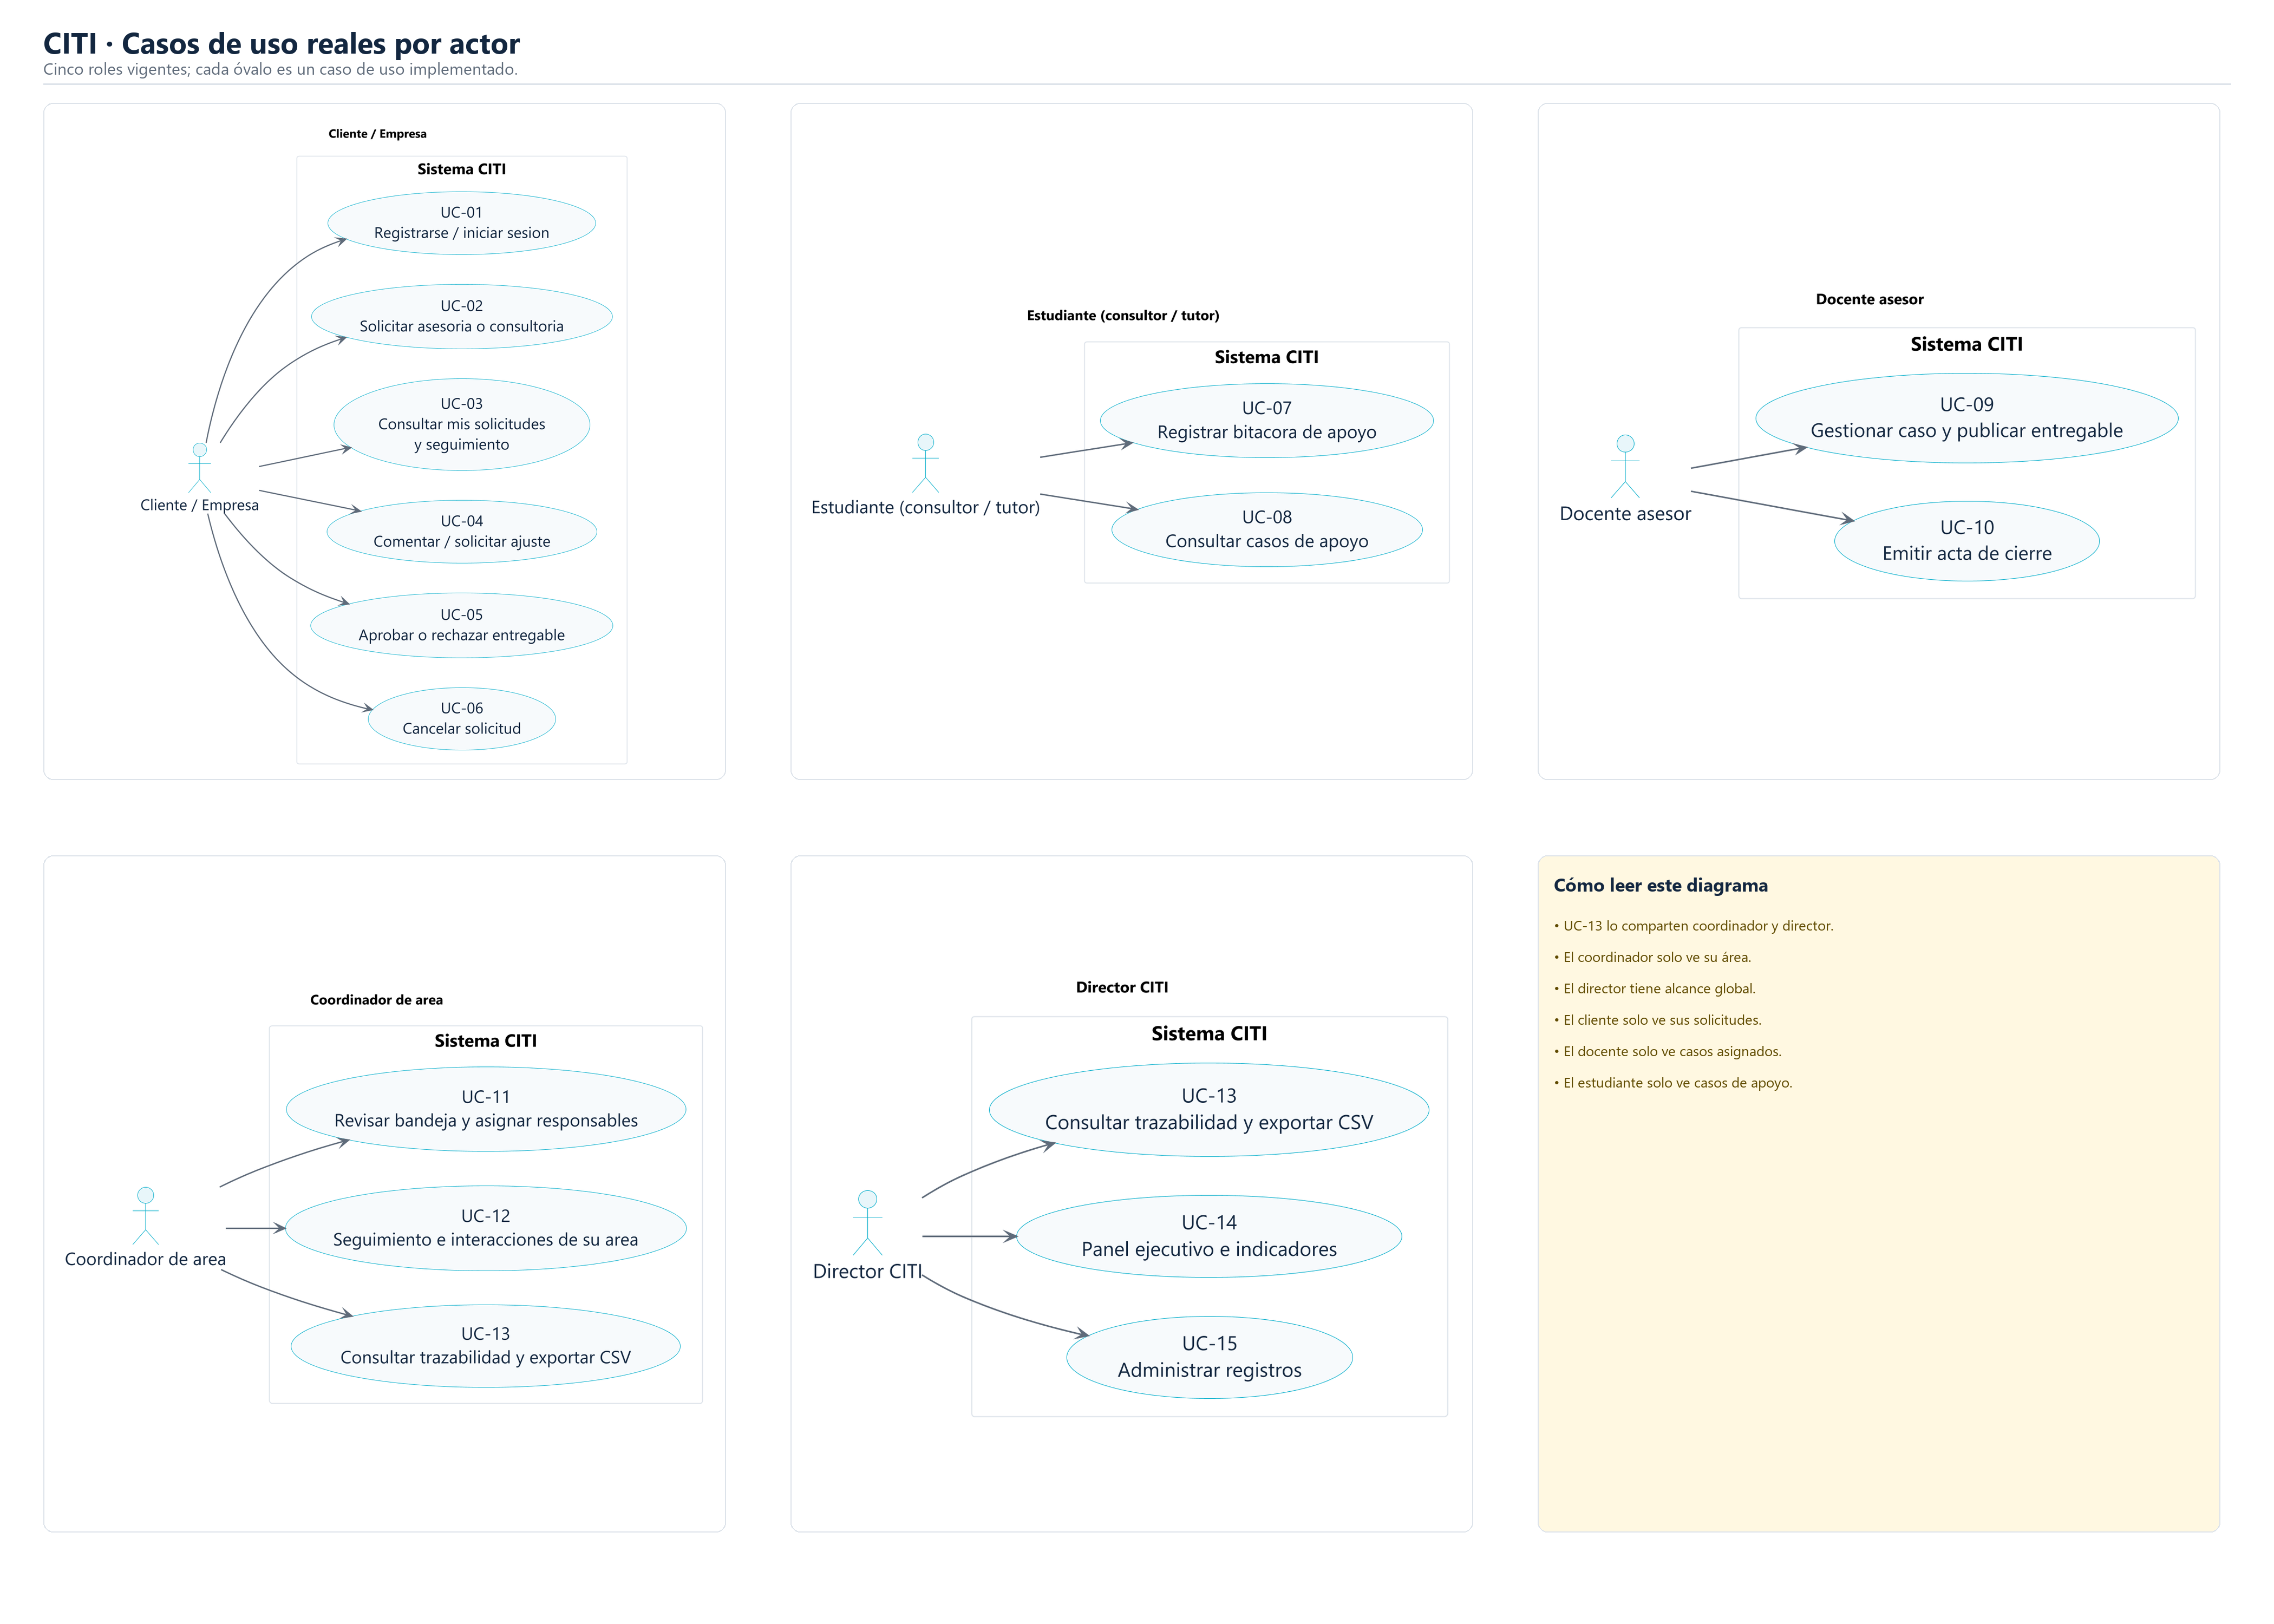 CITI · Casos de uso reales por actor
Cinco roles vigentes; cada óvalo es un caso de uso implementado.
Cliente / Empresa
Sistema CITI
UC-01
Registrarse / iniciar sesion
UC-02
Solicitar asesoria o consultoria
UC-03
Consultar mis solicitudes
y seguimiento
Cliente / Empresa
UC-04
Comentar / solicitar ajuste
UC-05
Aprobar o rechazar entregable
UC-06
Cancelar solicitud
Estudiante (consultor / tutor)
Sistema CITI
UC-07
Registrar bitacora de apoyo
Estudiante (consultor / tutor)
UC-08
Consultar casos de apoyo
Docente asesor
Sistema CITI
UC-09
Gestionar caso y publicar entregable
Docente asesor
UC-10
Emitir acta de cierre
Coordinador de area
Sistema CITI
UC-11
Revisar bandeja y asignar responsables
UC-12
Seguimiento e interacciones de su area
Coordinador de area
UC-13
Consultar trazabilidad y exportar CSV
Director CITI
Sistema CITI
UC-13
Consultar trazabilidad y exportar CSV
UC-14
Panel ejecutivo e indicadores
Director CITI
UC-15
Administrar registros
Cómo leer este diagrama
• UC-13 lo comparten coordinador y director.
• El coordinador solo ve su área.
• El director tiene alcance global.
• El cliente solo ve sus solicitudes.
• El docente solo ve casos asignados.
• El estudiante solo ve casos de apoyo.